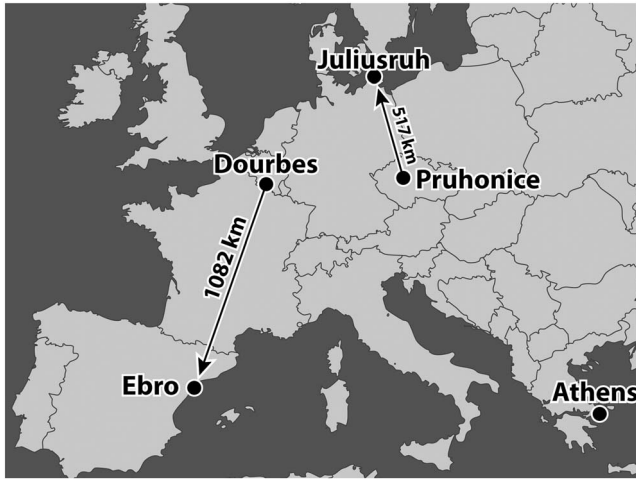 Juliusruh
517 km
Dourbes
Pruhonice
1082 km
Ebro
Athens